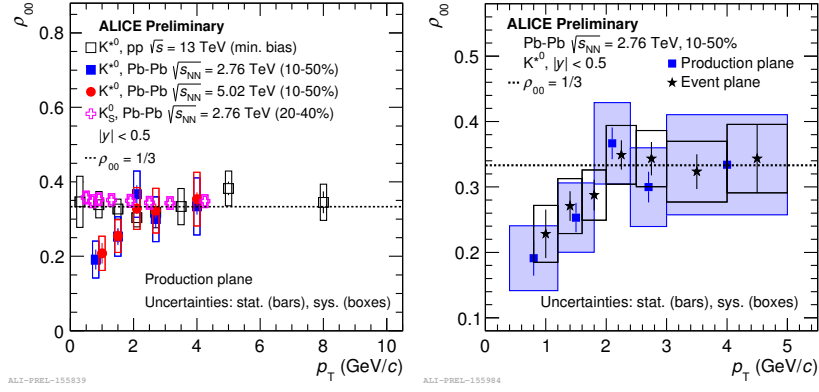 ρ₀₀
ALICE Preliminary
K*⁰, pp √s = 13 TeV (min. bias)
K*⁰, Pb-Pb √sNN = 2.76 TeV (10-50%)
K*⁰, Pb-Pb √sNN = 5.02 TeV (10-50%)
K⁰S, Pb-Pb √sNN = 2.76 TeV (20-40%)
|y| < 0.5
ρ₀₀ = 1/3
0.8
0.6
0.4
0.2
0
Production plane
Uncertainties: stat. (bars), sys. (boxes)
0 2 4 6 8 10
pT (GeV/c)
ALI-PREL-155839
ρ₀₀
ALICE Preliminary
Pb-Pb √sNN = 2.76 TeV, 10-50%
K*⁰, |y| < 0.5
Production plane
ρ₀₀ = 1/3
Event plane
0.5
0.4
0.3
0.2
0.1
Uncertainties: stat. (bars), sys. (boxes)
0 1 2 3 4 5
pT (GeV/c)
ALI-PREL-155984